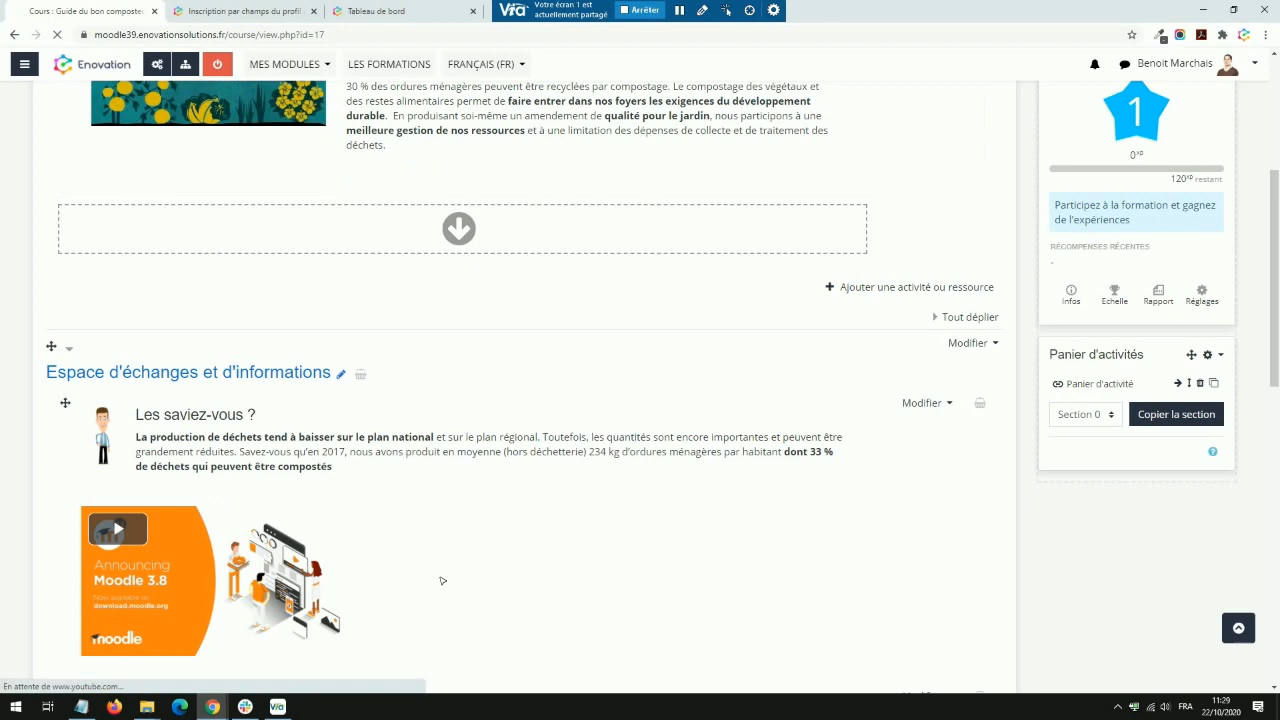 Cours : Guide du bon composte
Inscription par champs du profil
Tableau de bord
Vía
Votre écran 1 est
actuellement partagé
Arrêter
moodle39.enovationsolutions.fr/course/view.php?id=17
Enovation
MES MODULES
LES FORMATIONS
FRANÇAIS (FR)
Benoit Marchais
30 % des ordures ménagères peuvent être recyclées par compostage. Le compostage des végétaux et
des restes alimentaires permet de faire entrer dans nos foyers les exigences du développement
durable. En produisant soi-même un amendement de qualité pour le jardin, nous participons à une
meilleure gestion de nos ressources et à une limitation des dépenses de collecte et de traitement des
déchets.
1
0xp
120xp restant
Participez à la formation et gagnez
de l'expériences
RÉCOMPENSES RÉCENTES
-
Infos
Echelle
Rapport
Réglages
Ajouter une activité ou ressource
Tout déplier
Modifier
Espace d'échanges et d'informations
Panier d'activités
Panier d'activité
Section 0
Copier la section
Les saviez-vous ?
Modifier
La production de déchets tend à baisser sur le plan national et sur le plan régional. Toutefois, les quantités sont encore importantes et peuvent être
grandement réduites. Savez-vous qu'en 2017, nous avons produit en moyenne (hors déchetterie) 234 kg d'ordures ménagères par habitant dont 33 %
de déchets qui peuvent être compostés
Announcing
Moodle 3.8
Now available on
download.moodle.org
moodle
En attente de www.youtube.com...
vía
FRA
11:29
22/10/2020